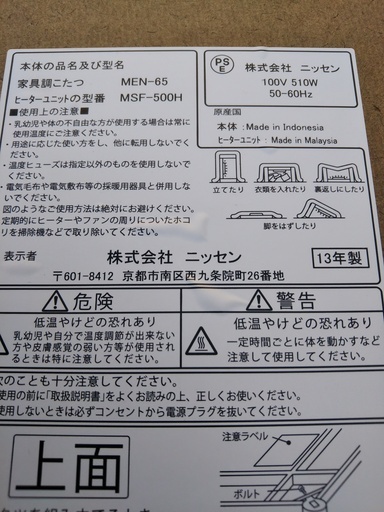 本体の品名及び型名
家具調こたつ MEN-65
ヒーターユニットの型番 MSF-500H
■使用上の注意■
・乳幼児や体の不自由な方が使用する場合は常に
使用温度にご注意ください。
・用途に応じた使い方をし、他に転用しないでく
ださい。
・温度ヒューズは指定以外のものを使用しないで
ください。
・電気毛布や電気敷布等の採暖用器具と併用しな
いでください。
図のようなご使用方法は絶対にお避けください。
定期的にヒーターやファンの周りについたホコ
リを掃除機などで取り除いてください。
PS
E
株式会社 ニッセン
100V 510W
50-60Hz
原産国
本体：Made in Indonesia
ヒーターユニット：Made in Malaysia
立てたり 衣類を入れたり 裏返しにしたり
脚をはずしたり
表示者 株式会社 ニッセン 13年製
〒601-8412 京都市南区西九条院町26番地
危険
低温やけどの恐れあり
乳幼児や自分で温度調節が出来ない
方や皮膚感覚の弱い方等が使用され
るときは特に注意してください。
警告
低温やけどの恐れあり
一定時間ごとに体を動かすなど
注意して使用してください。
次のことも十分注意してください。
使用の前に「取扱説明書」をよくお読みの上、正しくお使いください。
使用しないときは必ずコンセントから電源プラグを抜いてください。
上面
注意ラベル
ボルト